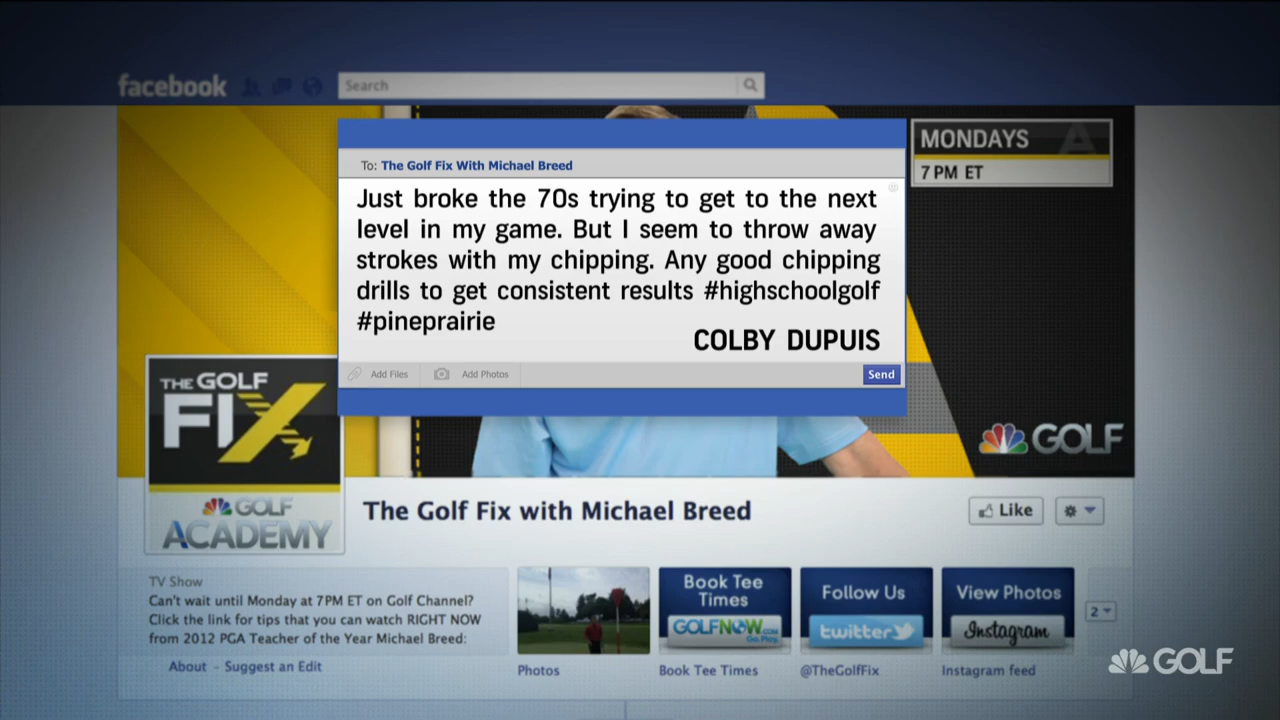 facebook
Search
MONDAYS
7 PM ET
To: The Golf Fix With Michael Breed
Just broke the 70s trying to get to the next
level in my game. But I seem to throw away
strokes with my chipping. Any good chipping
drills to get consistent results #highschoolgolf
#pineprairie
COLBY DUPUIS
Add Files
Add Photos
Send
THE GOLF
FIX
GOLF
ACADEMY
GOLF
The Golf Fix with Michael Breed
Like
TV Show
Can't wait until Monday at 7PM ET on Golf Channel?
Click the link for tips that you can watch RIGHT NOW
from 2012 PGA Teacher of the Year Michael Breed:
About - Suggest an Edit
Photos
Book Tee
Times
GOLFNOW.COM
Go. Play.
Book Tee Times
Follow Us
twitter
@TheGolfFix
View Photos
Instagram
Instagram feed
2
GOLF